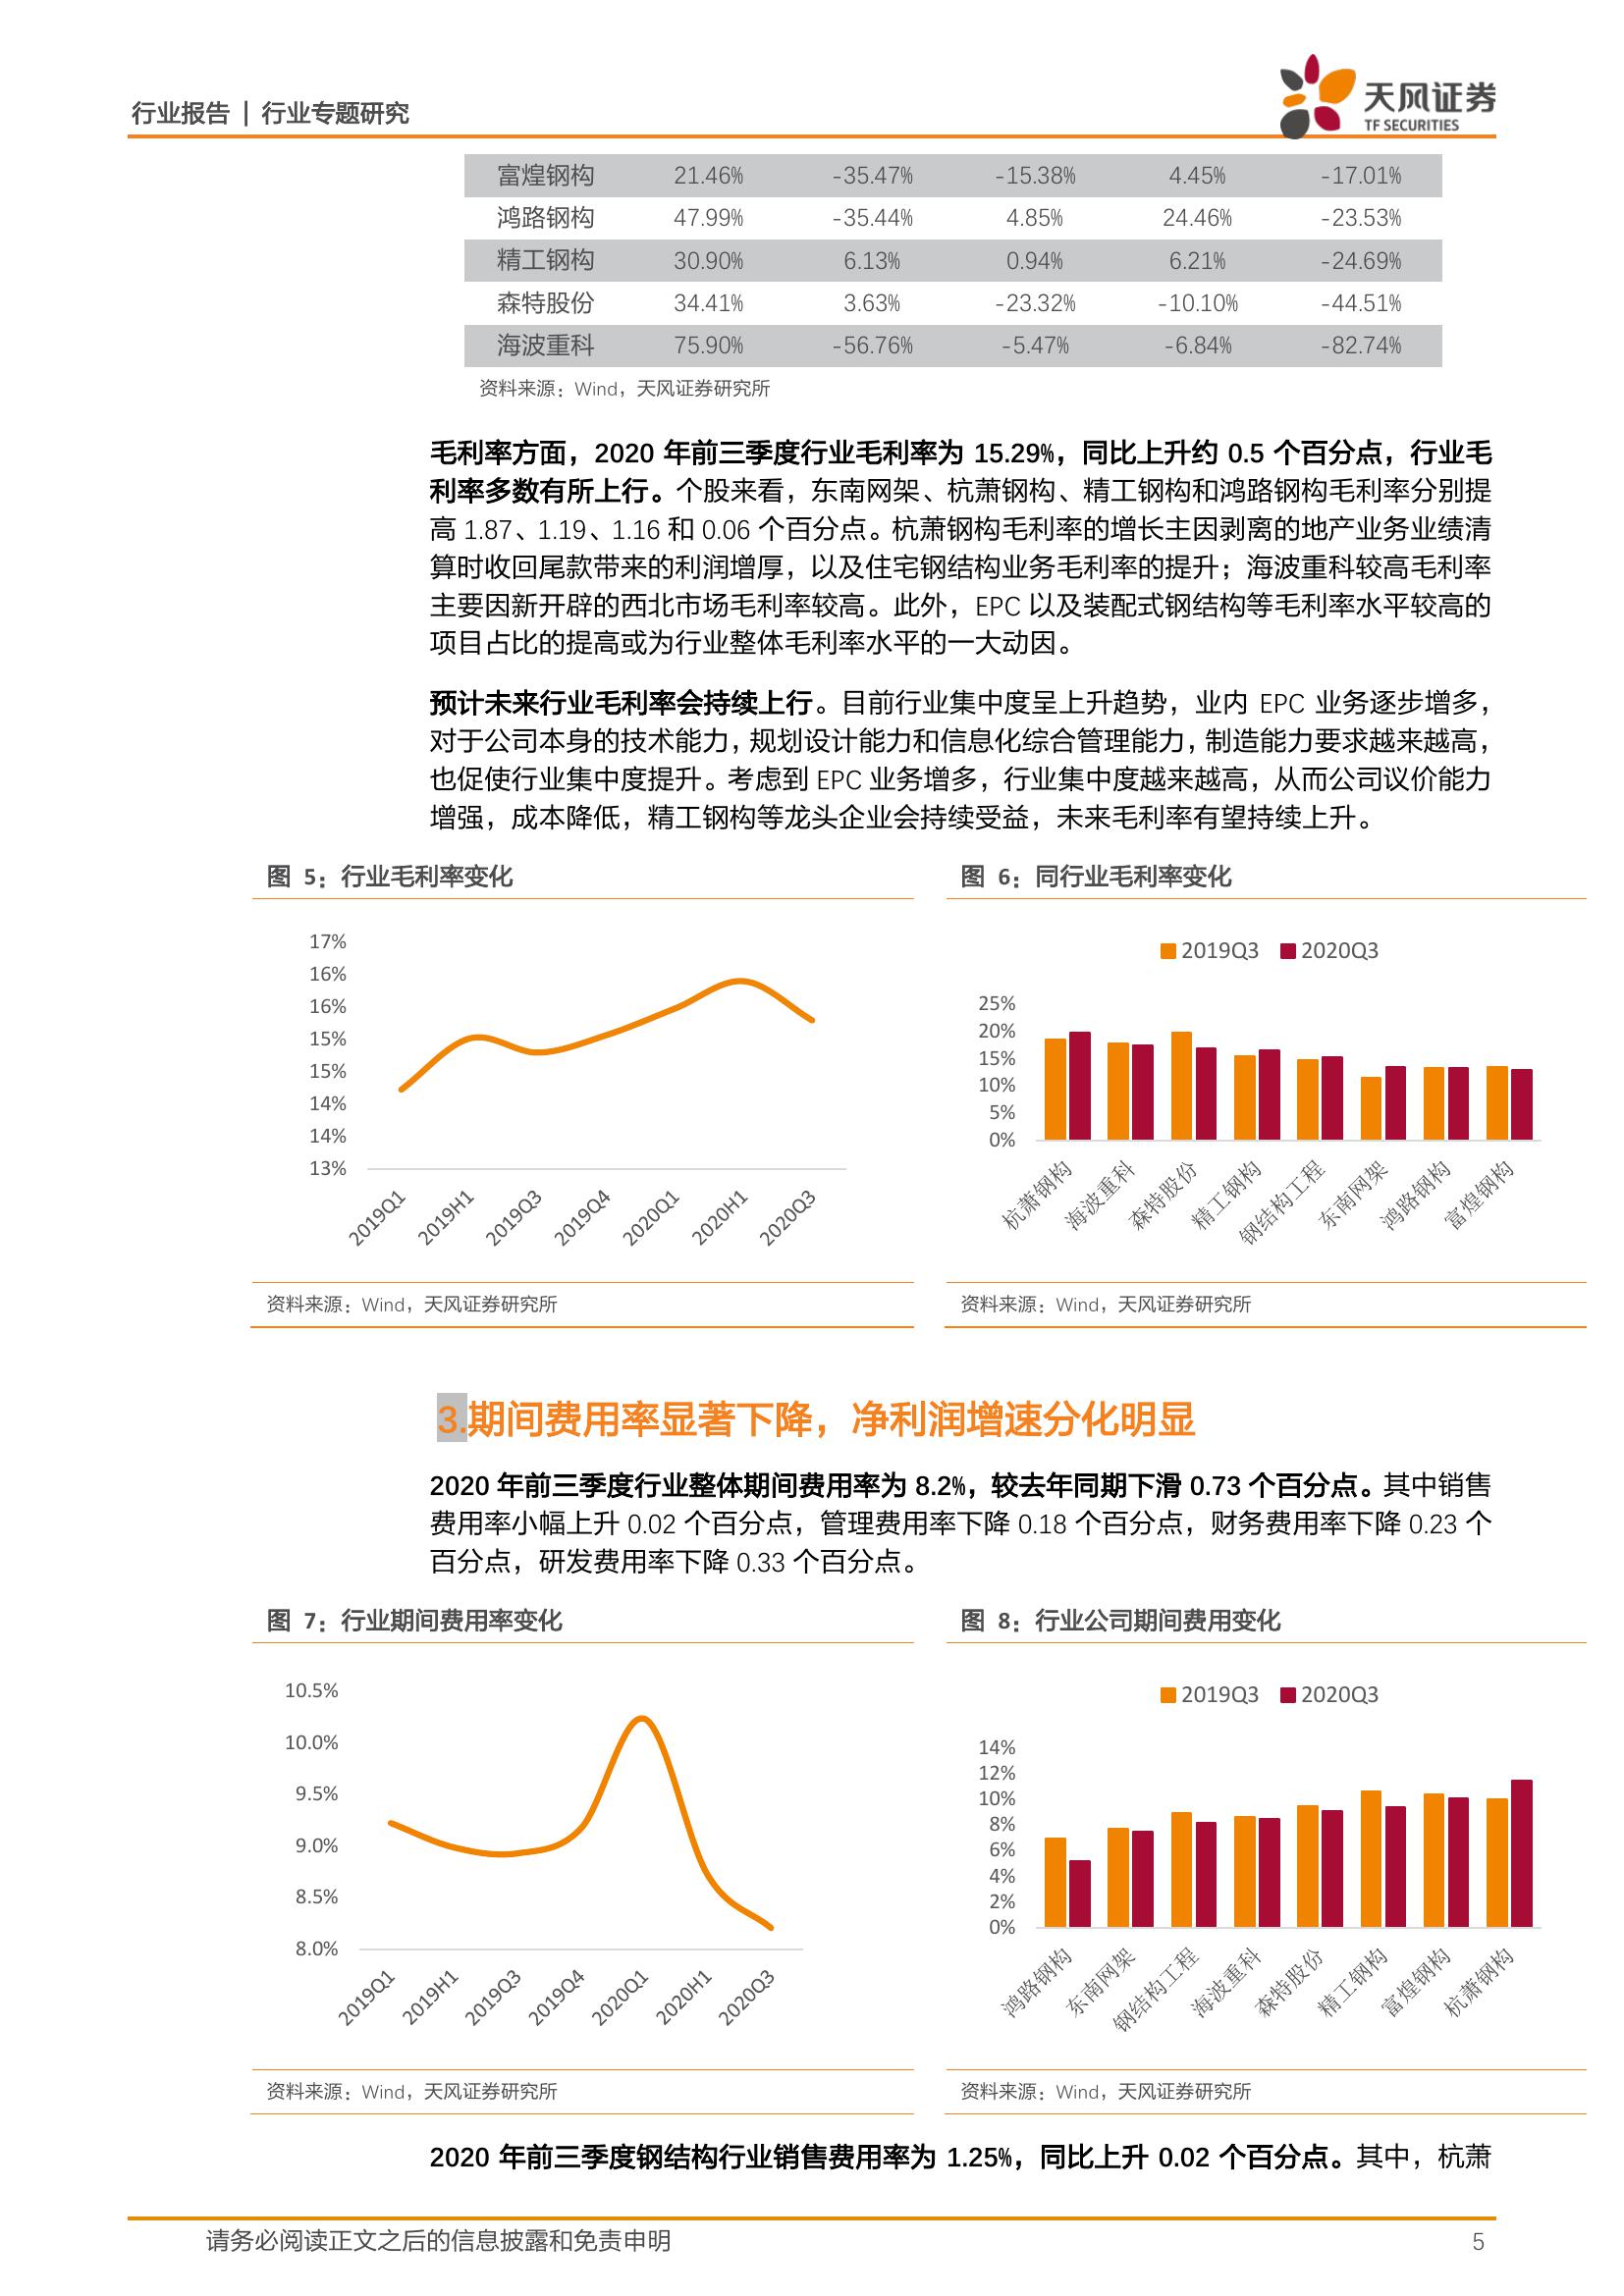 行业报告 | 行业专题研究
天风证券
TF SECURITIES
富煌钢构 21.46% -35.47% -15.38% 4.45% -17.01%
鸿路钢构 47.99% -35.44% 4.85% 24.46% -23.53%
精工钢构 30.90% 6.13% 0.94% 6.21% -24.69%
森特股份 34.41% 3.63% -23.32% -10.10% -44.51%
海波重科 75.90% -56.76% -5.47% -6.84% -82.74%
资料来源：Wind，天风证券研究所
毛利率方面，2020 年前三季度行业毛利率为 15.29%，同比上升约 0.5 个百分点，行业毛
利率多数有所上行。个股来看，东南网架、杭萧钢构、精工钢构和鸿路钢构毛利率分别提
高 1.87、1.19、1.16 和 0.06 个百分点。杭萧钢构毛利率的增长主因剥离的地产业务业绩清
算时收回尾款带来的利润增厚，以及住宅钢结构业务毛利率的提升；海波重科较高毛利率
主要因新开辟的西北市场毛利率较高。此外，EPC 以及装配式钢结构等毛利率水平较高的
项目占比的提高或为行业整体毛利率水平的一大动因。
预计未来行业毛利率会持续上行。目前行业集中度呈上升趋势，业内 EPC 业务逐步增多，
对于公司本身的技术能力，规划设计能力和信息化综合管理能力，制造能力要求越来越高，
也促使行业集中度提升。考虑到 EPC 业务增多，行业集中度越来越高，从而公司议价能力
增强，成本降低，精工钢构等龙头企业会持续受益，未来毛利率有望持续上升。
图 5：行业毛利率变化
17%
16%
16%
15%
15%
14%
14%
13%
2019Q1 2019H1 2019Q3 2019Q4 2020Q1 2020H1 2020Q3
资料来源：Wind，天风证券研究所
图 6：同行业毛利率变化
2019Q3 2020Q3
25%
20%
15%
10%
5%
0%
杭萧钢构 海波重科 森特股份 精工钢构 钢结构工程 东南网架 鸿路钢构 富煌钢构
资料来源：Wind，天风证券研究所
3.期间费用率显著下降，净利润增速分化明显
2020 年前三季度行业整体期间费用率为 8.2%，较去年同期下滑 0.73 个百分点。其中销售
费用率小幅上升 0.02 个百分点，管理费用率下降 0.18 个百分点，财务费用率下降 0.23 个
百分点，研发费用率下降 0.33 个百分点。
图 7：行业期间费用率变化
10.5%
10.0%
9.5%
9.0%
8.5%
8.0%
2019Q1 2019H1 2019Q3 2019Q4 2020Q1 2020H1 2020Q3
资料来源：Wind，天风证券研究所
图 8：行业公司期间费用变化
2019Q3 2020Q3
14%
12%
10%
8%
6%
4%
2%
0%
鸿路钢构 东南网架 钢结构工程 海波重科 森特股份 精工钢构 富煌钢构 杭萧钢构
资料来源：Wind，天风证券研究所
2020 年前三季度钢结构行业销售费用率为 1.25%，同比上升 0.02 个百分点。其中，杭萧
请务必阅读正文之后的信息披露和免责申明 5